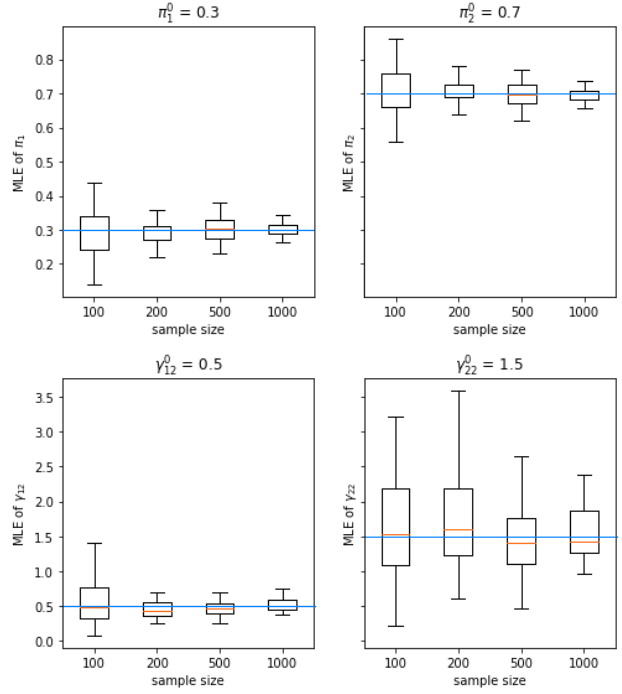 π₁⁰ = 0.3
π₂⁰ = 0.7
MLE of π₁
0.8
0.7
0.6
0.5
0.4
0.3
0.2
MLE of π₂
100 200 500 1000
sample size
100 200 500 1000
sample size
γ₁₂⁰ = 0.5
γ₂₂⁰ = 1.5
MLE of γ₁₂
3.5
3.0
2.5
2.0
1.5
1.0
0.5
0.0
MLE of γ₂₂
100 200 500 1000
sample size
100 200 500 1000
sample size